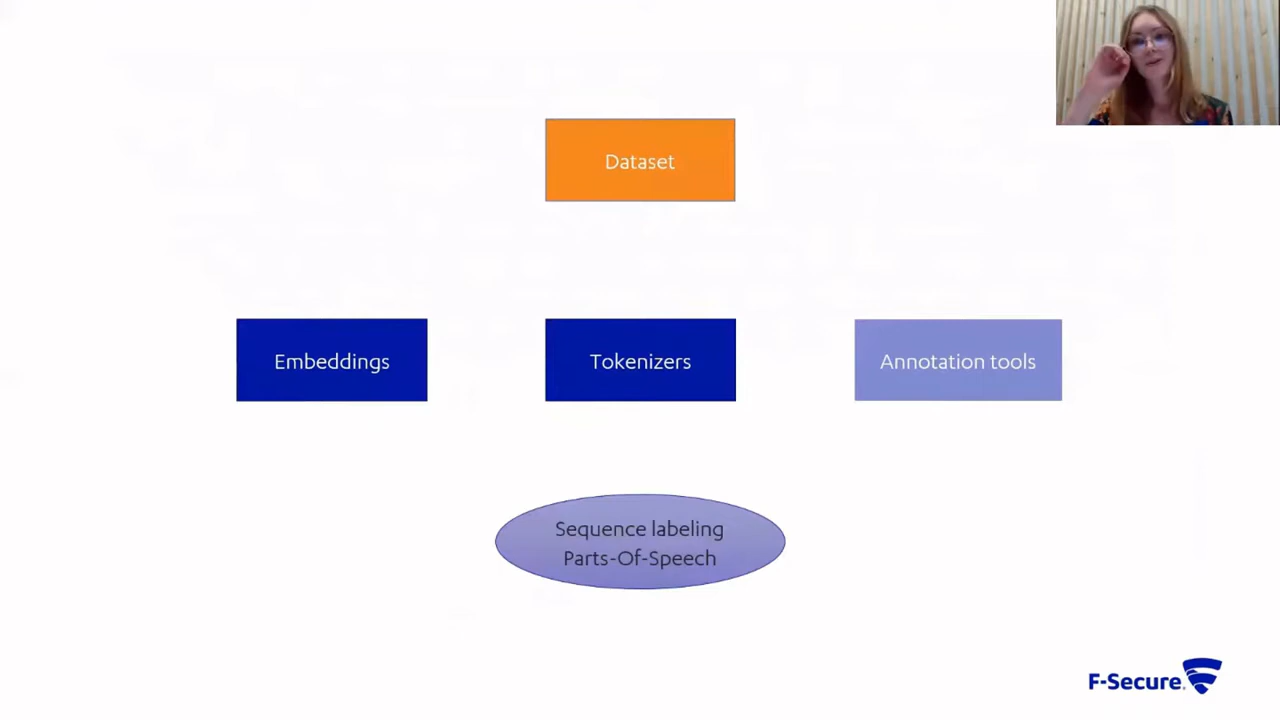 Dataset
Embeddings
Tokenizers
Annotation tools
Sequence labeling
Parts-Of-Speech
F-Secure.